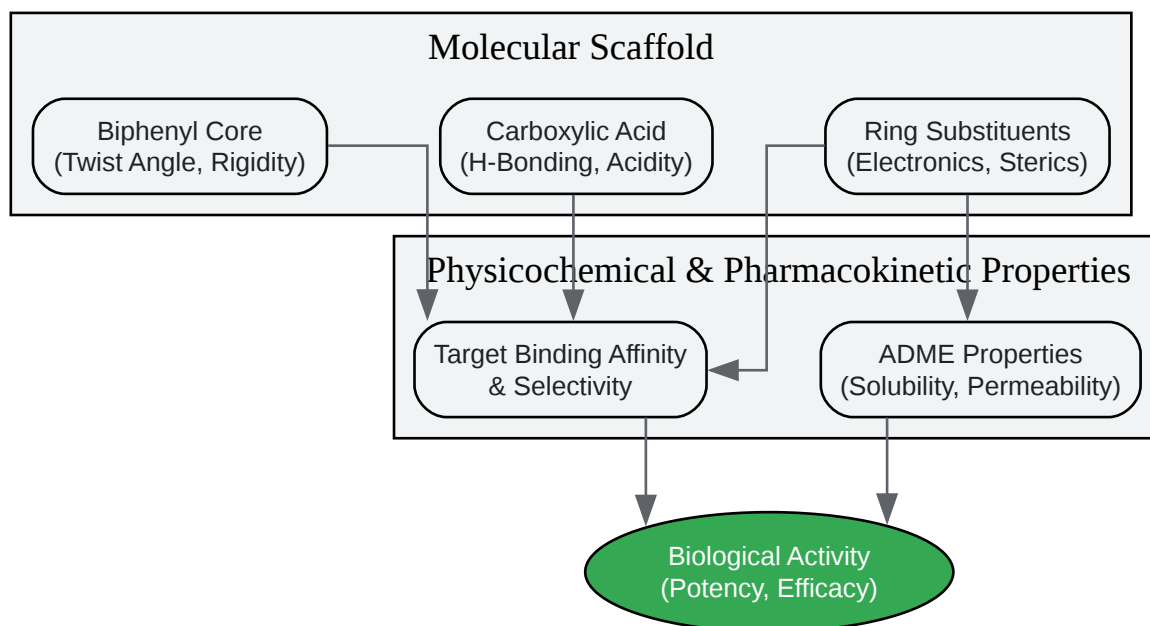 Molecular Scaffold
Biphenyl Core
(Twist Angle, Rigidity)
Carboxylic Acid
(H-Bonding, Acidity)
Ring Substituents
(Electronics, Sterics)
Physicochemical & Pharmacokinetic Properties
Target Binding Affinity
& Selectivity
ADME Properties
(Solubility, Permeability)
Biological Activity
(Potency, Efficacy)